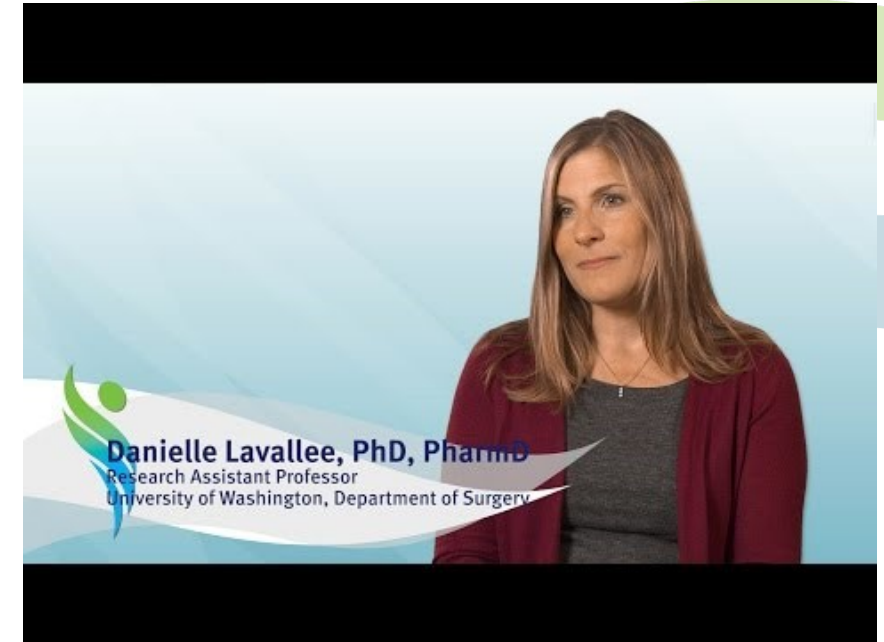 Danielle Lavallee, PhD, PharmD
Research Assistant Professor
University of Washington, Department of Surgery